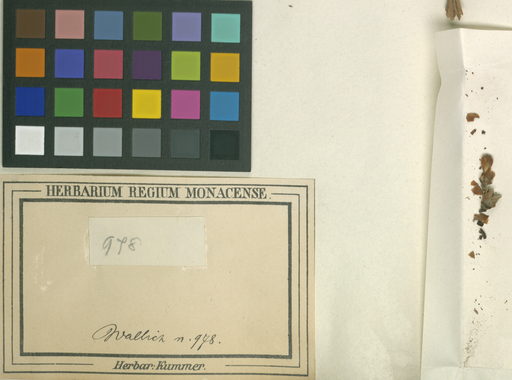 HERBARIUM REGIUM MONACENSE.
978
Wallich n. 978.
Herbar: Kummer.